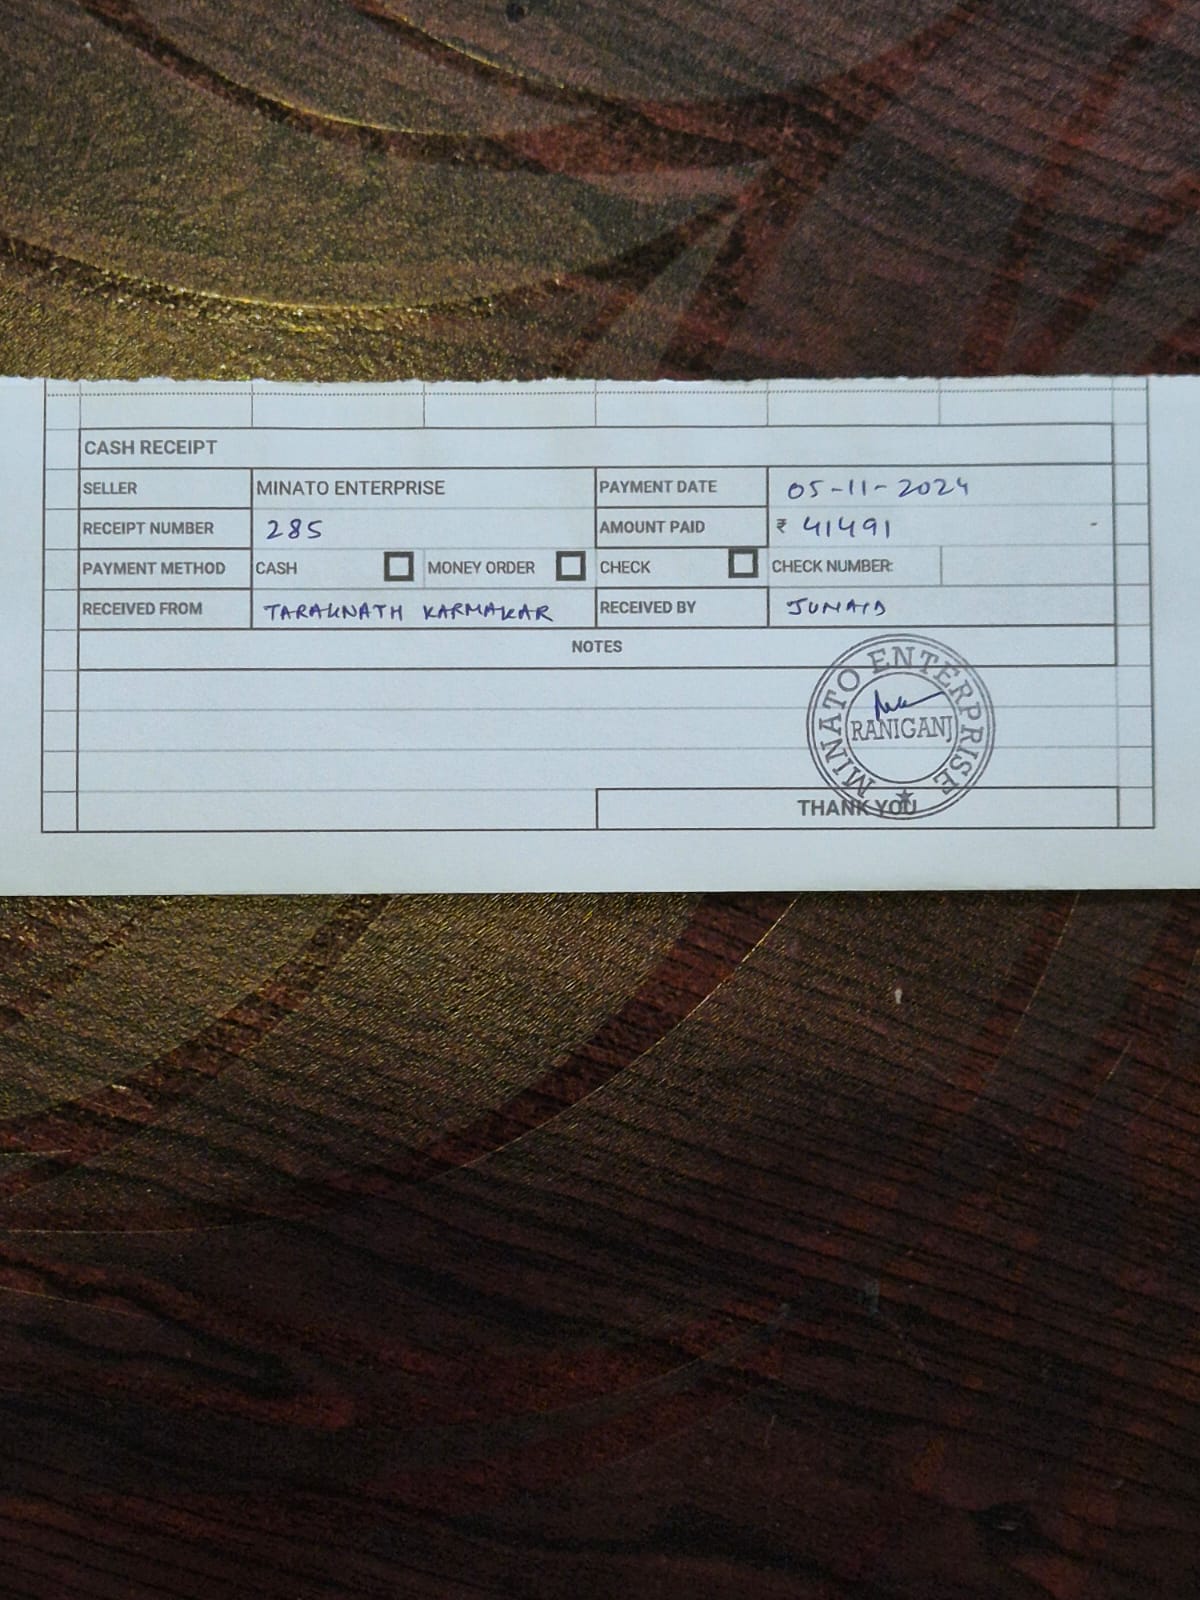 CASH RECEIPT
SELLER MINATO ENTERPRISE PAYMENT DATE 05-11-2024
RECEIPT NUMBER 285 AMOUNT PAID ₹ 41491
PAYMENT METHOD CASH MONEY ORDER CHECK CHECK NUMBER:
RECEIVED FROM TARAKNATH KARMAKAR RECEIVED BY JUNAID
NOTES
MINATO ENTERPRISE
RANIGANJ
THANK YOU